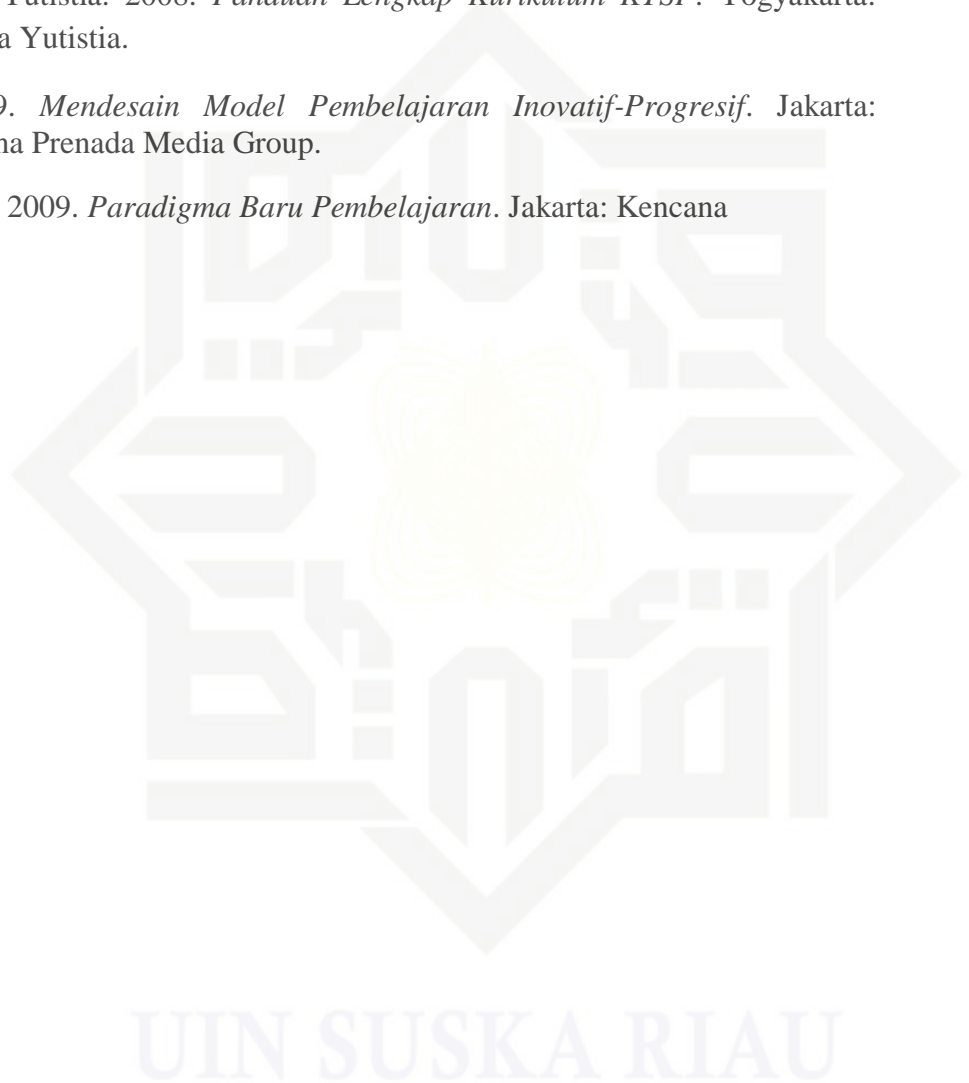 Yutistia. 2008. Panduan Lengkap Kurikulum KTSP. Yogyakarta:
a Yutistia.
9. Mendesain Model Pembelajaran Inovatif-Progresif. Jakarta:
na Prenada Media Group.
2009. Paradigma Baru Pembelajaran. Jakarta: Kencana
UIN SUSKA RIAU